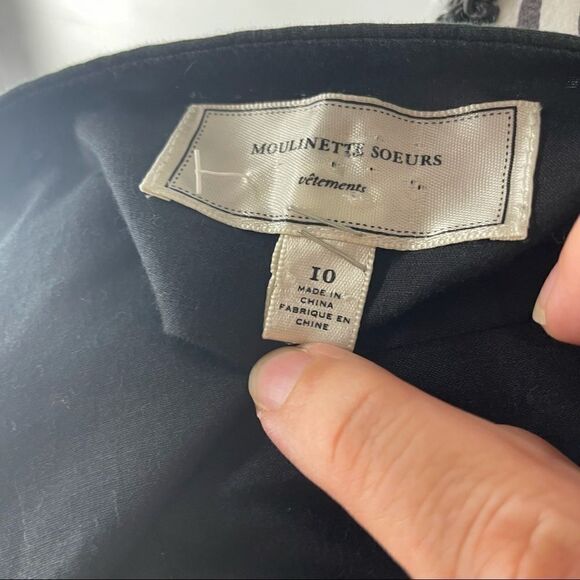 MOULINETTE SOEURS
vêtements
10
MADE IN
CHINA
FABRIQUE EN
CHINE